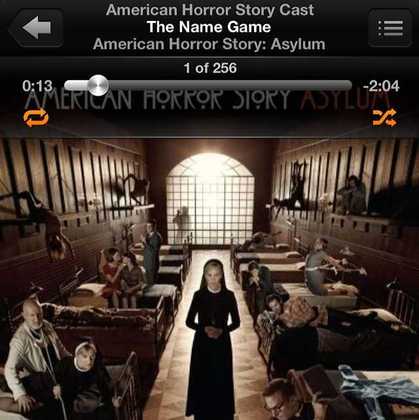 American Horror Story Cast
The Name Game
American Horror Story: Asylum
1 of 256
0:13
-2:04
AMERICAN HORROR STORY ASYLUM